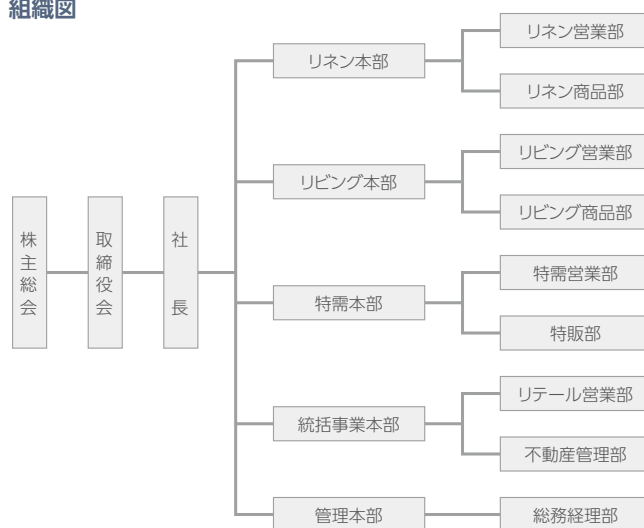 組織図
株主総会
取締役会
社長
リネン本部
リネン営業部
リネン商品部
リビング本部
リビング営業部
リビング商品部
特需本部
特需営業部
特販部
統括事業本部
リテール営業部
不動産管理部
管理本部
総務経理部